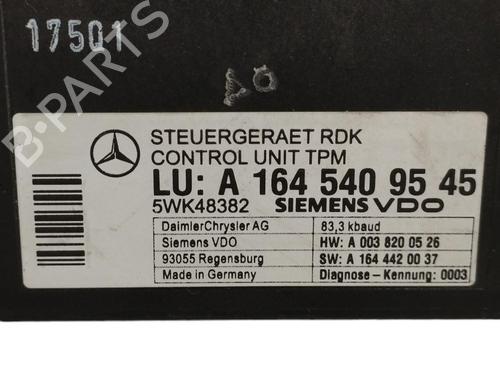 17501
B-PARTS
STEUERGERAET RDK
CONTROL UNIT TPM
LU: A 164 540 95 45
5WK48382 SIEMENS VDO
DaimlerChrysler AG 83,3 kbaud
Siemens VDO HW: A 003 820 05 26
93055 Regensburg SW: A 164 442 00 37
Made in Germany Diagnose - Kennung: 0003